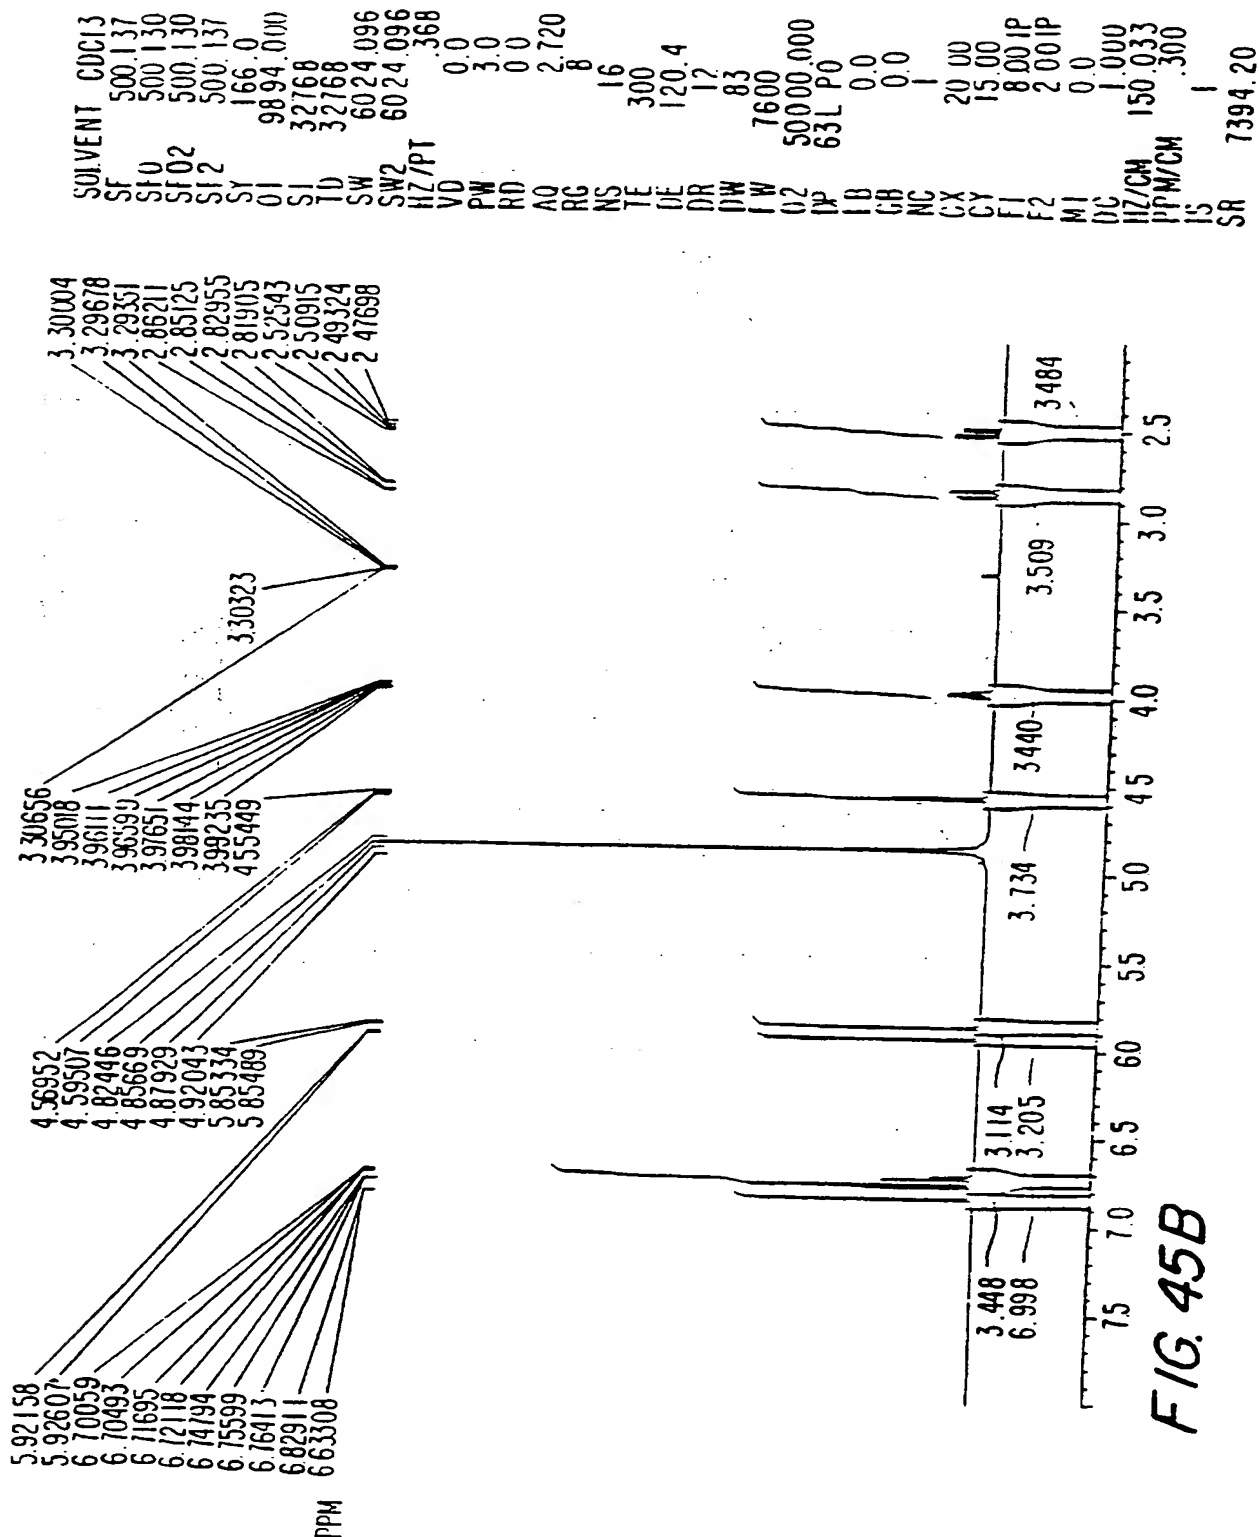 SOLVENT CDCl3
SF 500.137
SFO 500.130
SFO2 500.130
SF2 500.137
SY 166.0
O1 9894.000
SI 32768
TD 32768
SW 6024.096
SW2 6024.096
HZ/PT .368
VD 0.0
PW 3.0
RD 0.0
AQ 2.720
RG 8
NS 16
TE 300
DE 120.4
DR 12
DW 83
FW 7600
O2 50000.000
DP 63L P0
LB 0.0
GB 0.0
NC 1
CX 20.00
CY 15.00
F1 8.001P
F2 2.001P
M1 0.0
DC 1.000
HZ/CM 150.033
PPM/CM .300
IS 1
SR 7394.20
3.30004
3.29678
3.29351
2.86211
2.85125
2.82955
2.81905
2.52543
2.50915
2.49324
2.47698
3.30323
3.30656
3.95018
3.96111
3.96599
3.97651
3.98144
3.99235
4.55449
4.56952
4.59507
4.82446
4.85669
4.87929
4.92043
5.85334
5.85489
5.92158
5.92607
6.70059
6.70493
6.71695
6.72118
6.74794
6.75599
6.76413
6.82911
6.63308
PPM
3.448
6.998
3.114
3.205
3.734
3440
3.509
3484
7.5
7.0
6.5
6.0
5.5
5.0
4.5
4.0
3.5
3.0
2.5
FIG. 45B